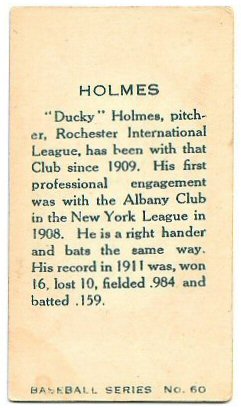 HOLMES
"Ducky" Holmes, pitch-
er, Rochester International
League, has been with that
Club since 1909. His first
professional engagement
was with the Albany Club
in the New York League in
1908. He is a right hander
and bats the same way.
His record in 1911 was, won
16, lost 10, fielded .984 and
batted .159.
BASEBALL SERIES No. 60